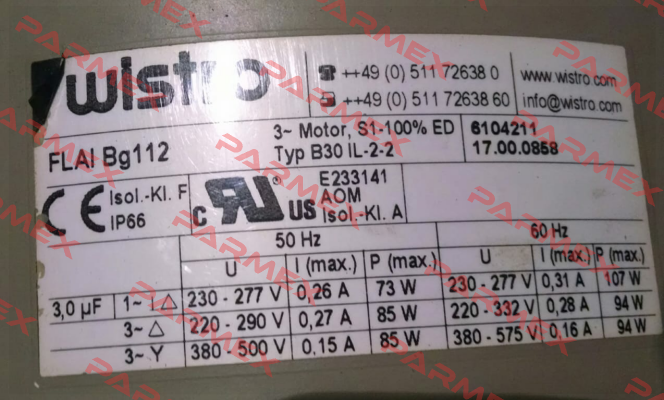 wistro
++49 (0) 511 72638 0 www.wistro.com
++49 (0) 511 72638 60 info@wistro.com
FLAI Bg112 3~ Motor, S1-100% ED 6104211
Typ B30 IL-2-2 17.00.0858
CE Isol.-Kl. F
IP66
c RU US E233141
AOM
Isol.-Kl. A
50 Hz 60 Hz
U I (max.) P (max.) U I (max.) P (max.)
3,0 µF 1~ ⊥△ 230 - 277 V 0,26 A 73 W 230 - 277 V 0,31 A 107 W
3~ △ 220 - 290 V 0,27 A 85 W 220 - 332 V 0,28 A 94 W
3~ Y 380 - 500 V 0,15 A 85 W 380 - 575 V 0,16 A 94 W
PARMEX